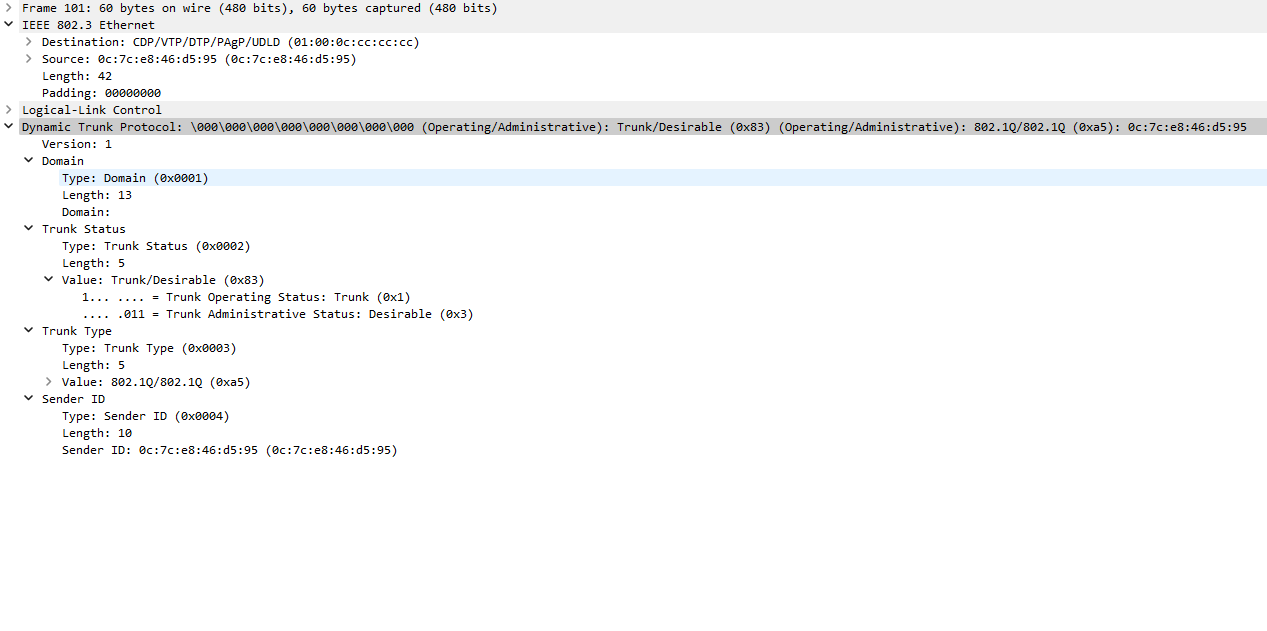 Frame 101: 60 bytes on wire (480 bits), 60 bytes captured (480 bits)
IEEE 802.3 Ethernet
Destination: CDP/VTP/DTP/PAgP/UDLD (01:00:0c:cc:cc:cc)
Source: 0c:7c:e8:46:d5:95 (0c:7c:e8:46:d5:95)
Length: 42
Padding: 00000000
Logical-Link Control
Dynamic Trunk Protocol: \000\000\000\000\000\000\000\000 (Operating/Administrative): Trunk/Desirable (0x83) (Operating/Administrative): 802.1Q/802.1Q (0xa5): 0c:7c:e8:46:d5:95
Version: 1
Domain
Type: Domain (0x0001)
Length: 13
Domain:
Trunk Status
Type: Trunk Status (0x0002)
Length: 5
Value: Trunk/Desirable (0x83)
1... .... = Trunk Operating Status: Trunk (0x1)
.... .011 = Trunk Administrative Status: Desirable (0x3)
Trunk Type
Type: Trunk Type (0x0003)
Length: 5
Value: 802.1Q/802.1Q (0xa5)
Sender ID
Type: Sender ID (0x0004)
Length: 10
Sender ID: 0c:7c:e8:46:d5:95 (0c:7c:e8:46:d5:95)